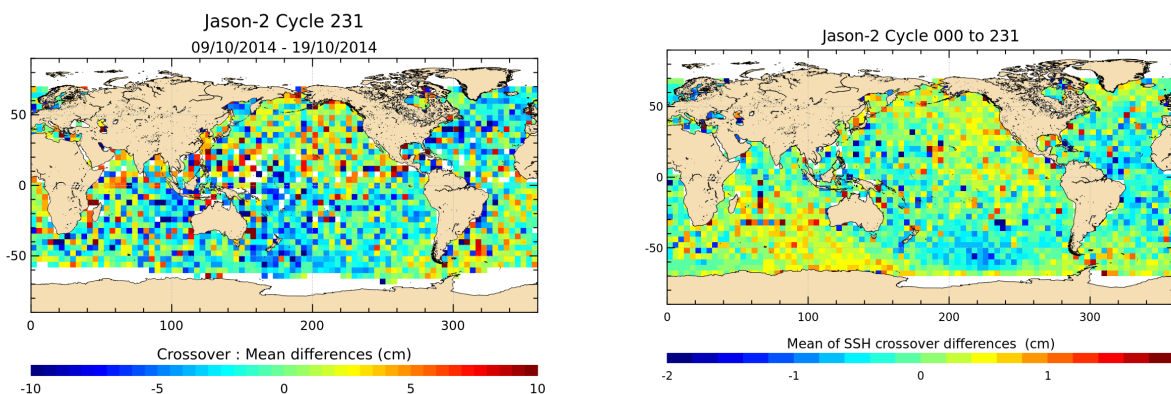 Jason-2 Cycle 231
09/10/2014 - 19/10/2014
50
0
-50
0 100 200 300
Crossover : Mean differences (cm)
-10 -5 0 5 10
Jason-2 Cycle 000 to 231
50
0
-50
0 100 200 300
Mean of SSH crossover differences (cm)
-2 -1 0 1